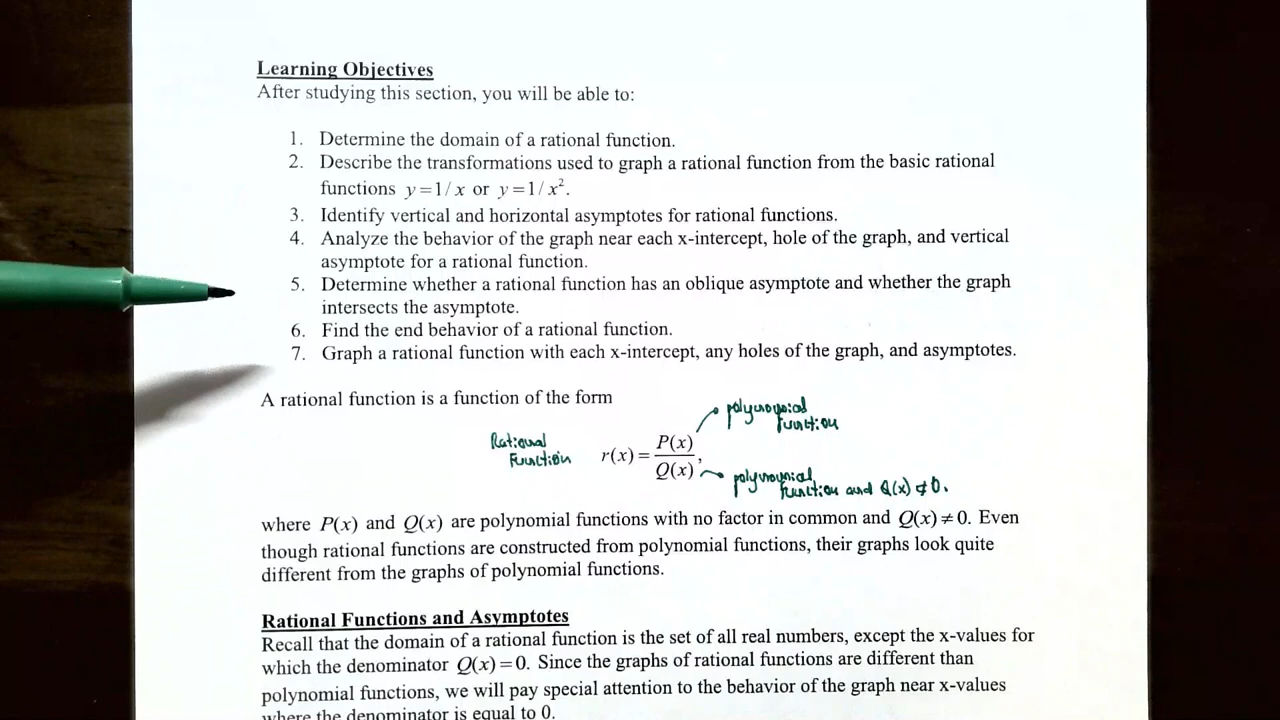 Learning Objectives
After studying this section, you will be able to:
1. Determine the domain of a rational function.
2. Describe the transformations used to graph a rational function from the basic rational
functions y=1/x or y=1/x².
3. Identify vertical and horizontal asymptotes for rational functions.
4. Analyze the behavior of the graph near each x-intercept, hole of the graph, and vertical
asymptote for a rational function.
5. Determine whether a rational function has an oblique asymptote and whether the graph
intersects the asymptote.
6. Find the end behavior of a rational function.
7. Graph a rational function with each x-intercept, any holes of the graph, and asymptotes.
A rational function is a function of the form
polynomial
function
Rational
Function
r(x) = P(x)/Q(x),
polynomial
function and Q(x) ≠ 0.
where P(x) and Q(x) are polynomial functions with no factor in common and Q(x) ≠ 0. Even
though rational functions are constructed from polynomial functions, their graphs look quite
different from the graphs of polynomial functions.
Rational Functions and Asymptotes
Recall that the domain of a rational function is the set of all real numbers, except the x-values for
which the denominator Q(x) = 0. Since the graphs of rational functions are different than
polynomial functions, we will pay special attention to the behavior of the graph near x-values
where the denominator is equal to 0.